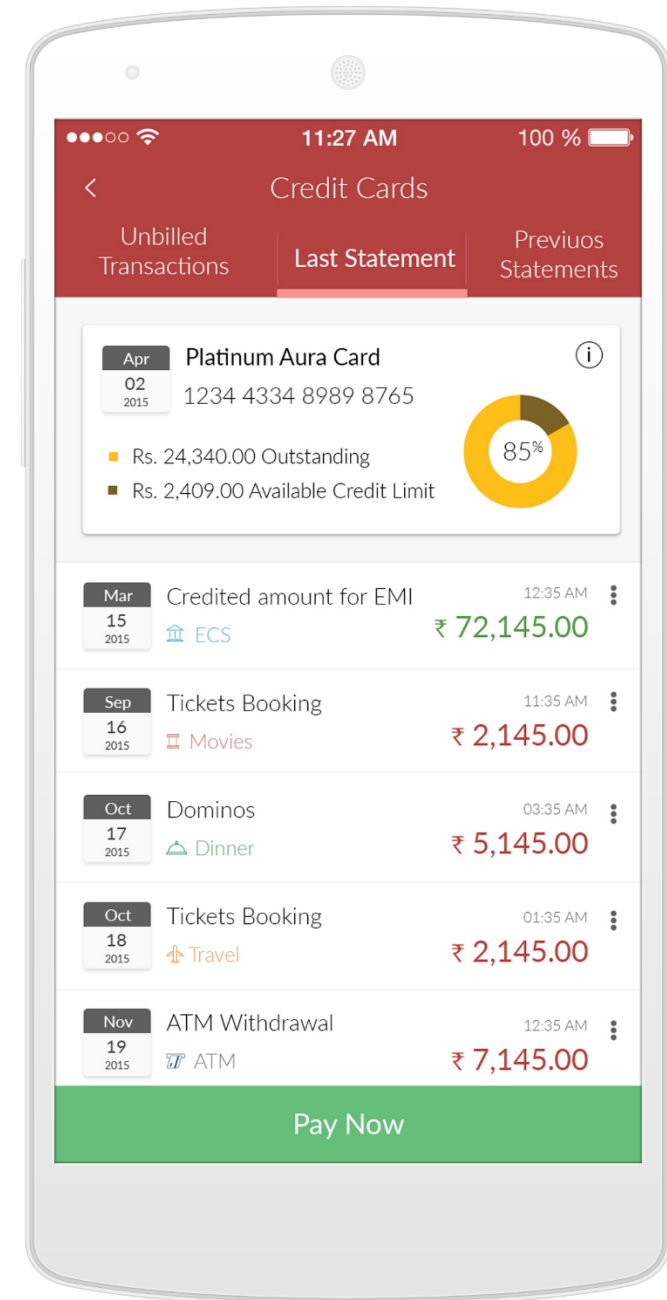 11:27 AM 100 %
Credit Cards
Unbilled
Transactions
Last Statement
Previuos
Statements
Apr
02
2015
Platinum Aura Card
1234 4334 8989 8765
Rs. 24,340.00 Outstanding
Rs. 2,409.00 Available Credit Limit
85%
Mar
15
2015
Credited amount for EMI
ECS
12:35 AM
₹ 72,145.00
Sep
16
2015
Tickets Booking
Movies
11:35 AM
₹ 2,145.00
Oct
17
2015
Dominos
Dinner
03:35 AM
₹ 5,145.00
Oct
18
2015
Tickets Booking
Travel
01:35 AM
₹ 2,145.00
Nov
19
2015
ATM Withdrawal
ATM
12:35 AM
₹ 7,145.00
Pay Now